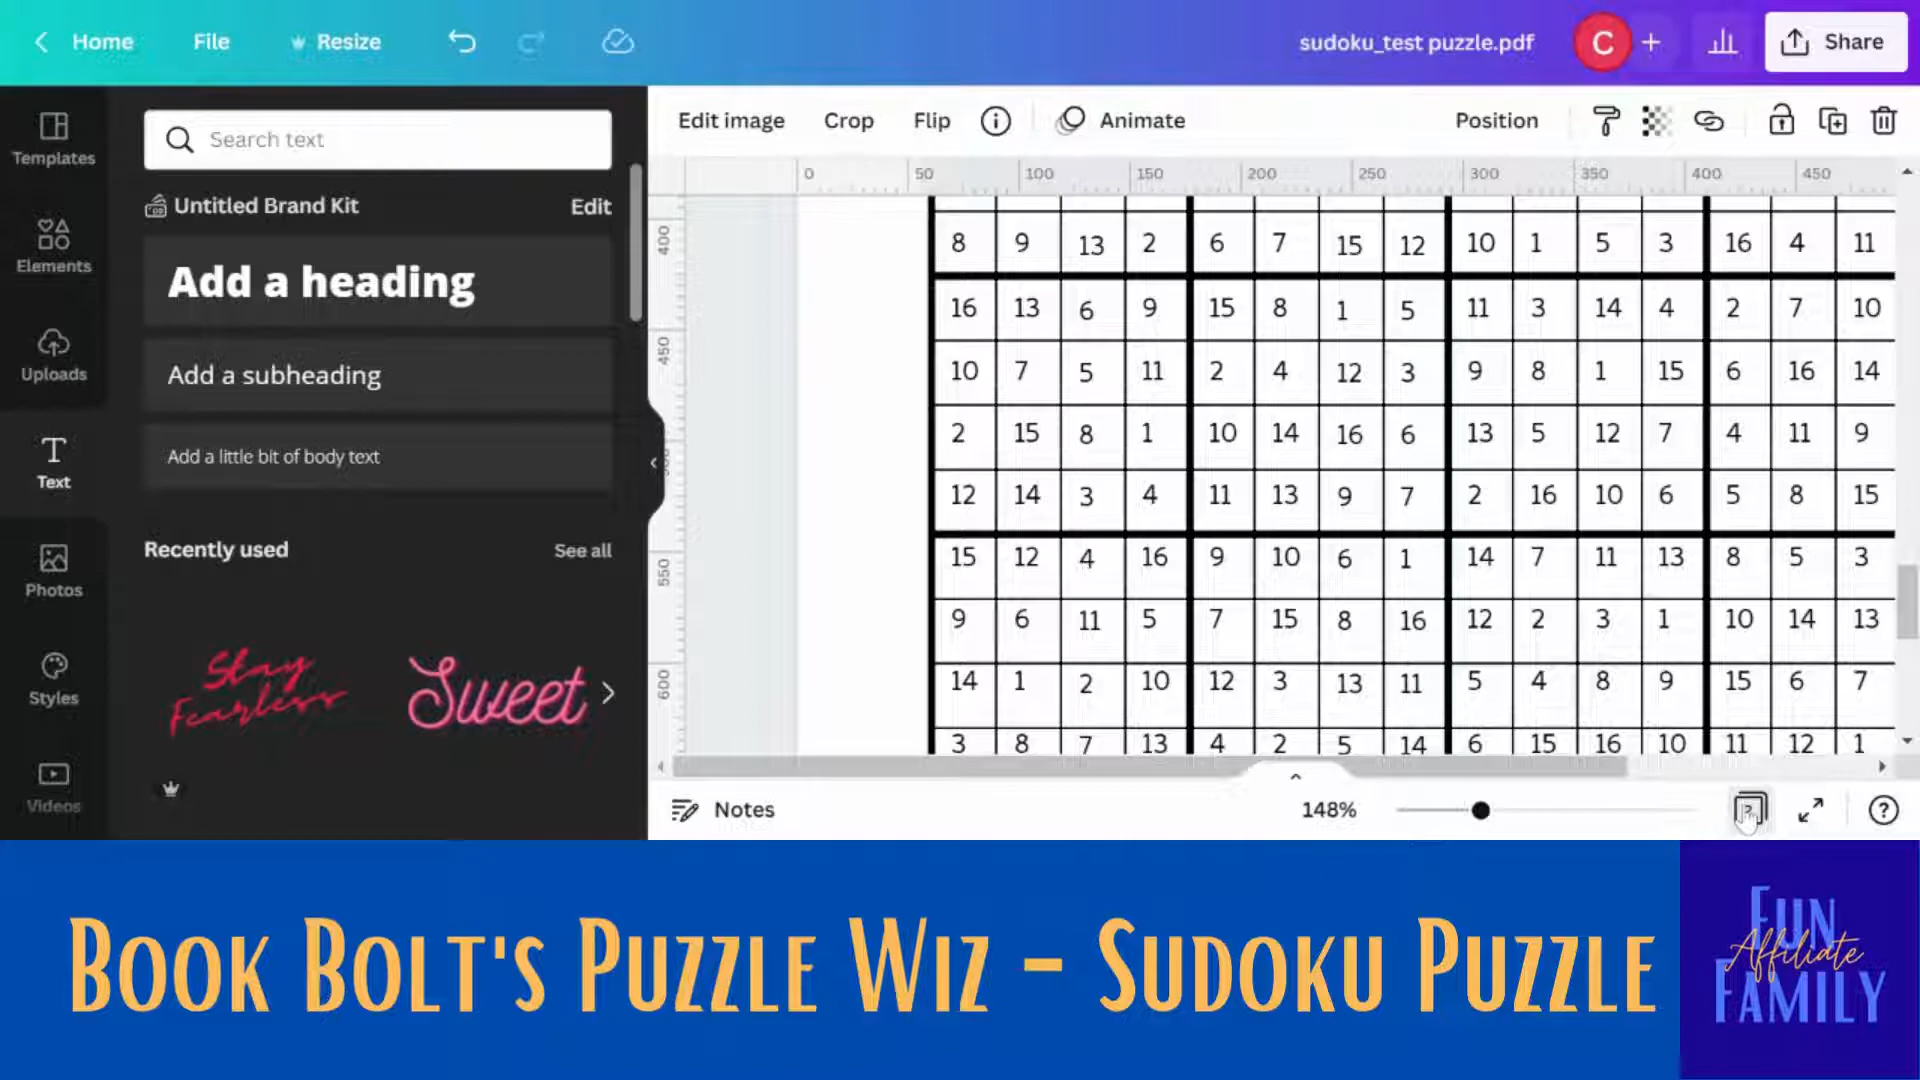 Home File Resize sudoku_test puzzle.pdf C + Share
Templates
Elements
Uploads
Text
Photos
Styles
Videos
Search text
Untitled Brand Kit Edit
Add a heading
Add a subheading
Add a little bit of body text
Recently used See all
Stay Fearless Sweet
Edit image Crop Flip Animate Position
0 50 100 150 200 250 300 350 400 450
400
450
550
600
8 9 13 2 6 7 15 12 10 1 5 3 16 4 11
16 13 6 9 15 8 1 5 11 3 14 4 2 7 10
10 7 5 11 2 4 12 3 9 8 1 15 6 16 14
2 15 8 1 10 14 16 6 13 5 12 7 4 11 9
12 14 3 4 11 13 9 7 2 16 10 6 5 8 15
15 12 4 16 9 10 6 1 14 7 11 13 8 5 3
9 6 11 5 7 15 8 16 12 2 3 1 10 14 13
14 1 2 10 12 3 13 11 5 4 8 9 15 6 7
3 8 7 13 4 2 5 14 6 15 16 10 11 12 1
Notes 148% ?
Book Bolt's Puzzle Wiz - Sudoku Puzzle
Fun
Affiliate
Family